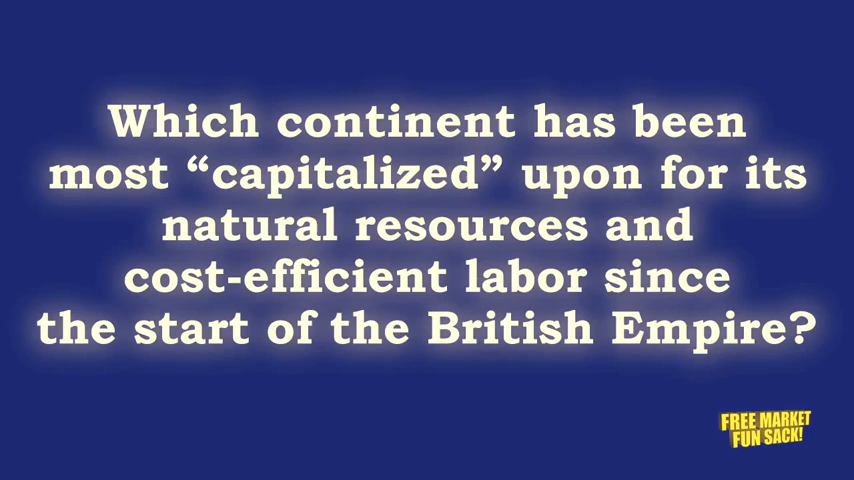 Which continent has been
most “capitalized” upon for its
natural resources and
cost-efficient labor since
the start of the British Empire?
FREE MARKET
FUN SACK!